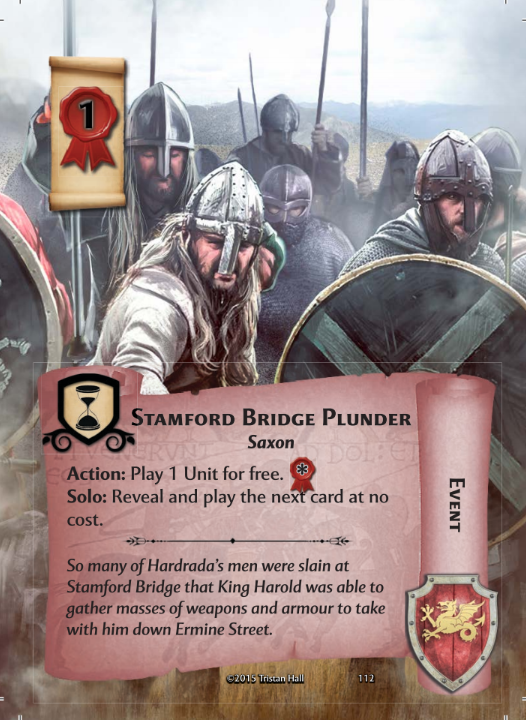 1
STAMFORD BRIDGE PLUNDER
Saxon
Action: Play 1 Unit for free. *
Solo: Reveal and play the next card at no
cost.
EVENT
So many of Hardrada's men were slain at
Stamford Bridge that King Harold was able to
gather masses of weapons and armour to take
with him down Ermine Street.
©2015 Tristan Hall 112